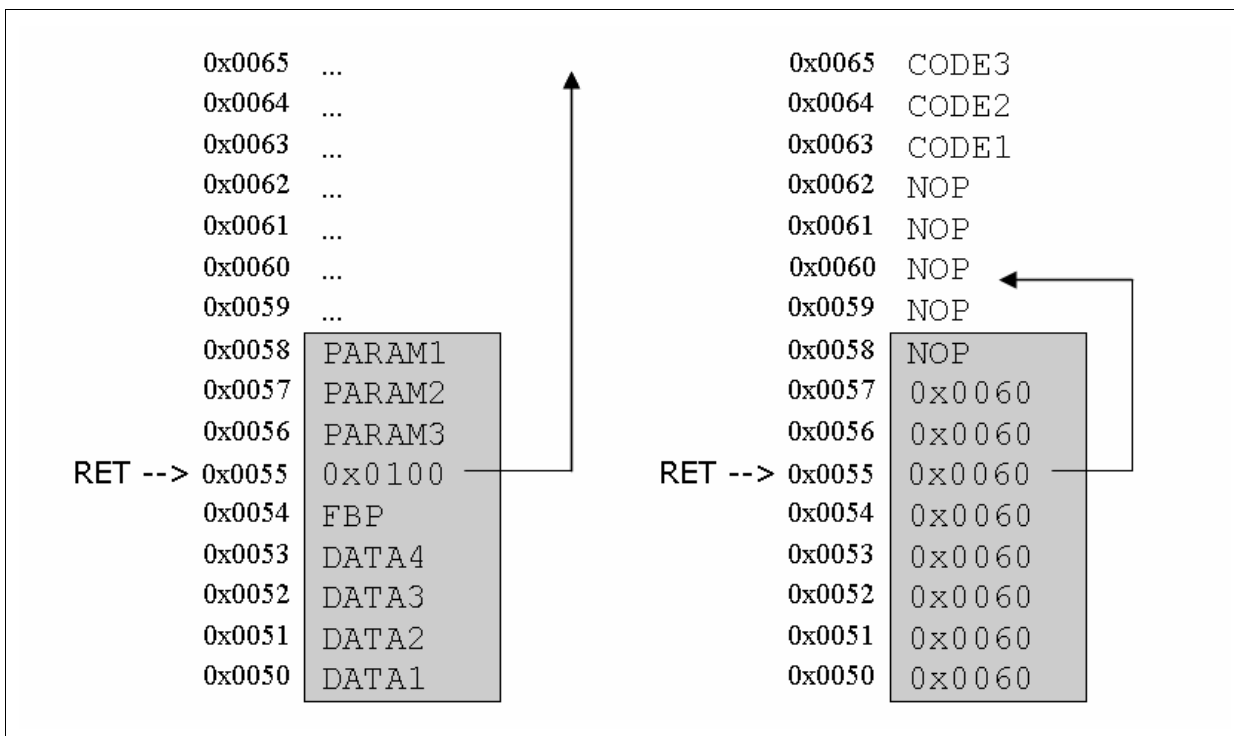 0x0065 ...
0x0064 ...
0x0063 ...
0x0062 ...
0x0061 ...
0x0060 ...
0x0059 ...
0x0058 PARAM1
0x0057 PARAM2
0x0056 PARAM3
RET --> 0x0055 0x0100
0x0054 FBP
0x0053 DATA4
0x0052 DATA3
0x0051 DATA2
0x0050 DATA1
0x0065 CODE3
0x0064 CODE2
0x0063 CODE1
0x0062 NOP
0x0061 NOP
0x0060 NOP
0x0059 NOP
0x0058 NOP
0x0057 0x0060
0x0056 0x0060
RET --> 0x0055 0x0060
0x0054 0x0060
0x0053 0x0060
0x0052 0x0060
0x0051 0x0060
0x0050 0x0060